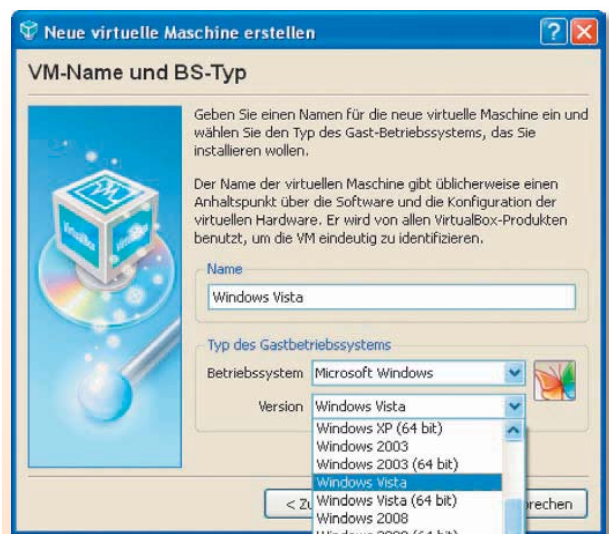 Neue virtuelle Maschine erstellen
VM-Name und BS-Typ
Geben Sie einen Namen für die neue virtuelle Maschine ein und
wählen Sie den Typ des Gast-Betriebssystems, das Sie
installieren wollen.
Der Name der virtuellen Maschine gibt üblicherweise einen
Anhaltspunkt über die Software und die Konfiguration der
virtuellen Hardware. Er wird von allen VirtualBox-Produkten
benutzt, um die VM eindeutig zu identifizieren.
VM
VirtualBox
Name
Windows Vista
Typ des Gastbetriebssystems
Betriebssystem Microsoft Windows
Version Windows Vista
Windows XP (64 bit)
Windows 2003
Windows 2003 (64 bit)
Windows Vista
Windows Vista (64 bit)
< Zu
rechen
Windows 2008